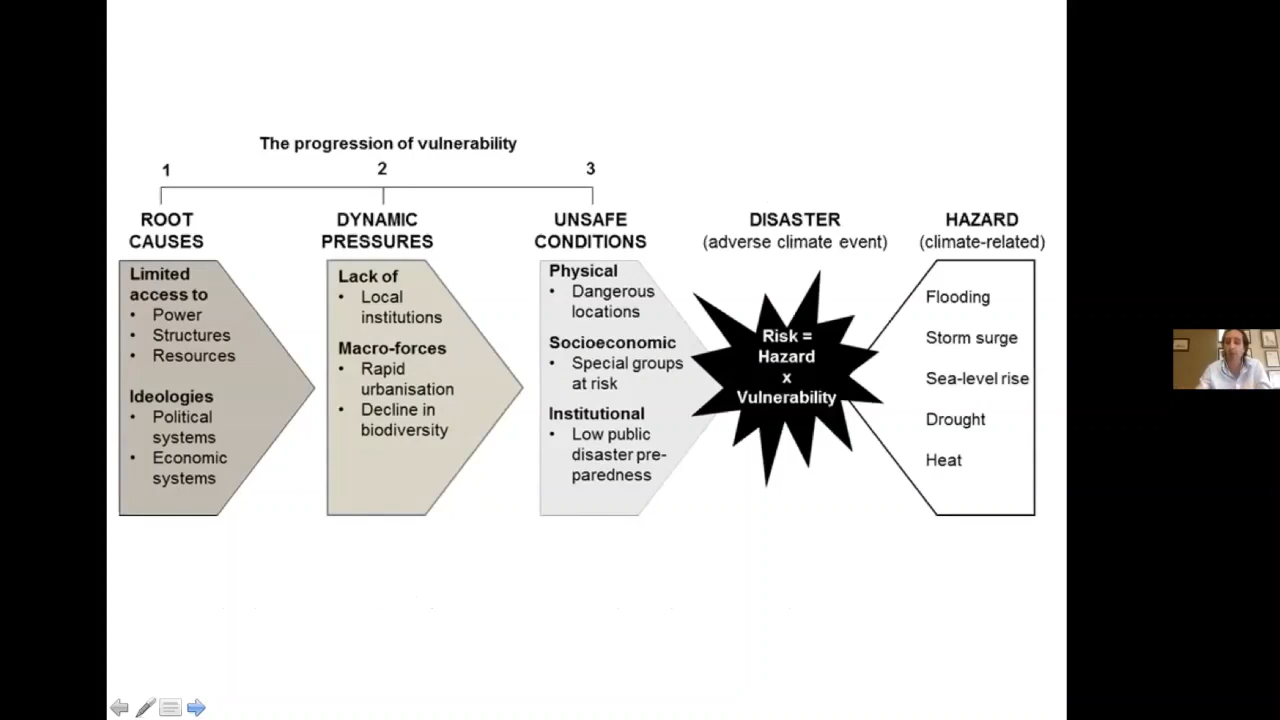 The progression of vulnerability
1
2
3
ROOT
CAUSES
Limited
access to
• Power
• Structures
• Resources
Ideologies
• Political
systems
• Economic
systems
DYNAMIC
PRESSURES
Lack of
• Local
institutions
Macro-forces
• Rapid
urbanisation
• Decline in
biodiversity
UNSAFE
CONDITIONS
Physical
• Dangerous
locations
Socioeconomic
• Special groups
at risk
Institutional
• Low public
disaster pre-
paredness
DISASTER
(adverse climate event)
Risk =
Hazard
x
Vulnerability
HAZARD
(climate-related)
Flooding
Storm surge
Sea-level rise
Drought
Heat